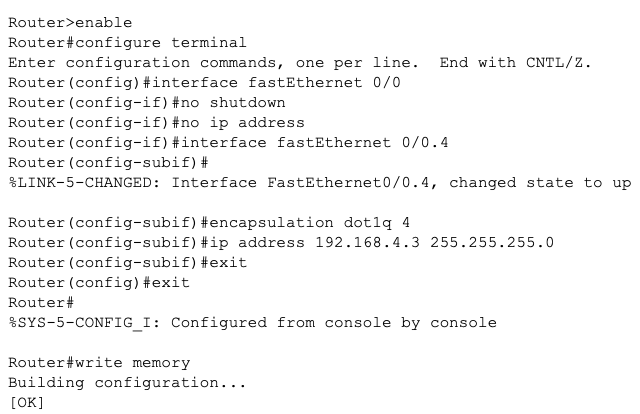 Router>enable
Router#configure terminal
Enter configuration commands, one per line.  End with CNTL/Z.
Router(config)#interface fastEthernet 0/0
Router(config-if)#no shutdown
Router(config-if)#no ip address
Router(config-if)#interface fastEthernet 0/0.4
Router(config-subif)#
%LINK-5-CHANGED: Interface FastEthernet0/0.4, changed state to up
Router(config-subif)#encapsulation dot1q 4
Router(config-subif)#ip address 192.168.4.3 255.255.255.0
Router(config-subif)#exit
Router(config)#exit
Router#
%SYS-5-CONFIG_I: Configured from console by console
Router#write memory
Building configuration...
[OK]